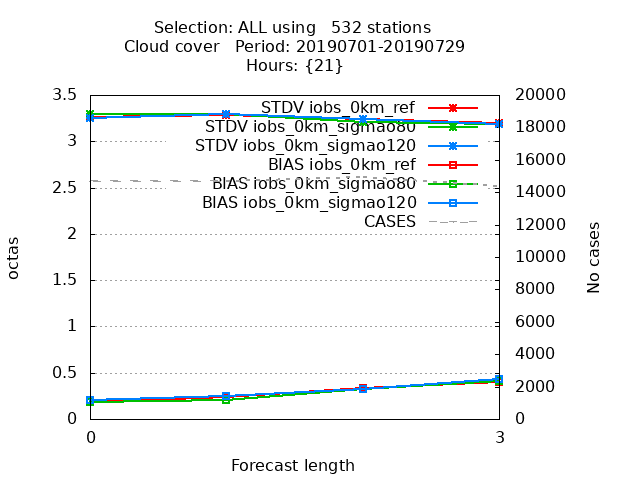 Selection: ALL using   532 stations
Cloud cover   Period: 20190701-20190729
Hours: {21}
3.5
3
2.5
2
1.5
1
0.5
0
octas
STDV iobs_0km_ref
STDV iobs_0km_sigmao80
STDV iobs_0km_sigmao120
BIAS iobs_0km_ref
BIAS iobs_0km_sigmao80
BIAS iobs_0km_sigmao120
CASES
20000
18000
16000
14000
12000
10000
8000
6000
4000
2000
0
No cases
0
3
Forecast length